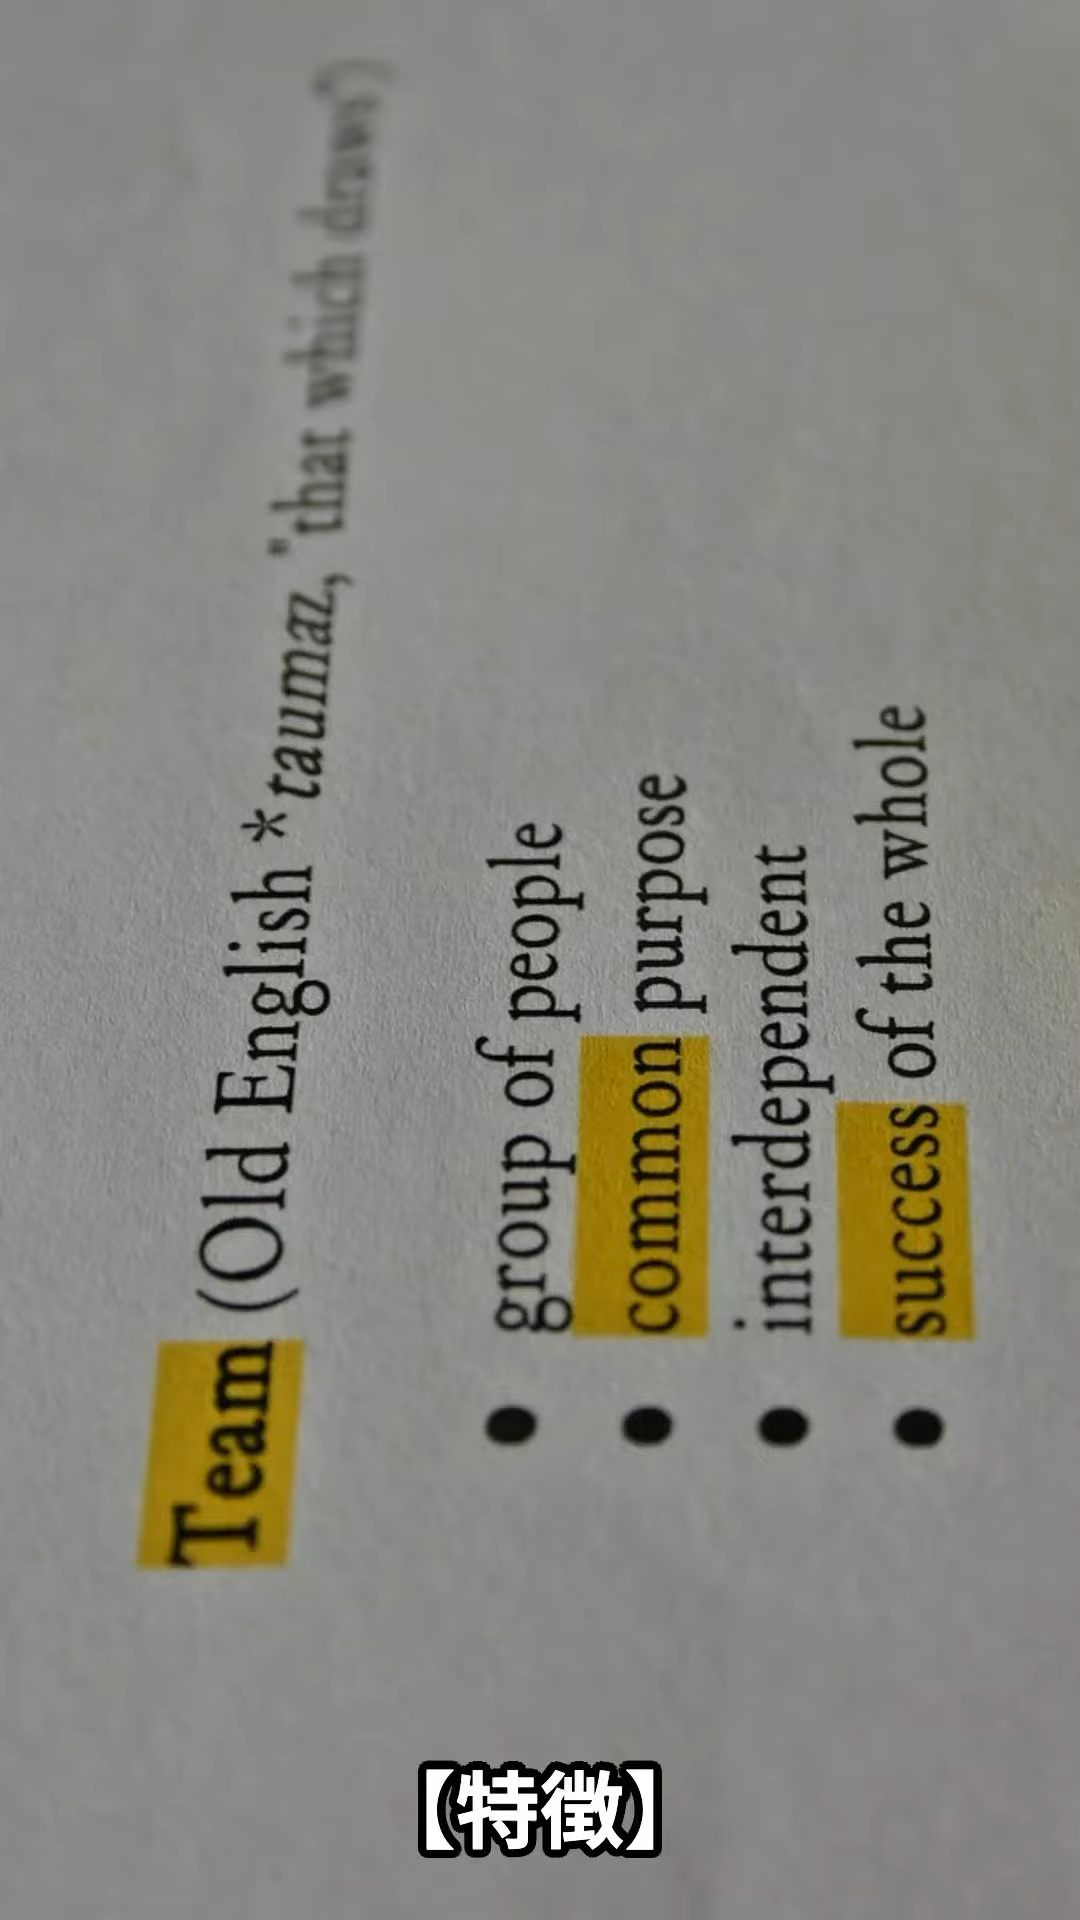 Team (Old English *taumaz, "that which draws")
• group of people
• common purpose
• interdependent
• success of the whole
【特徴】